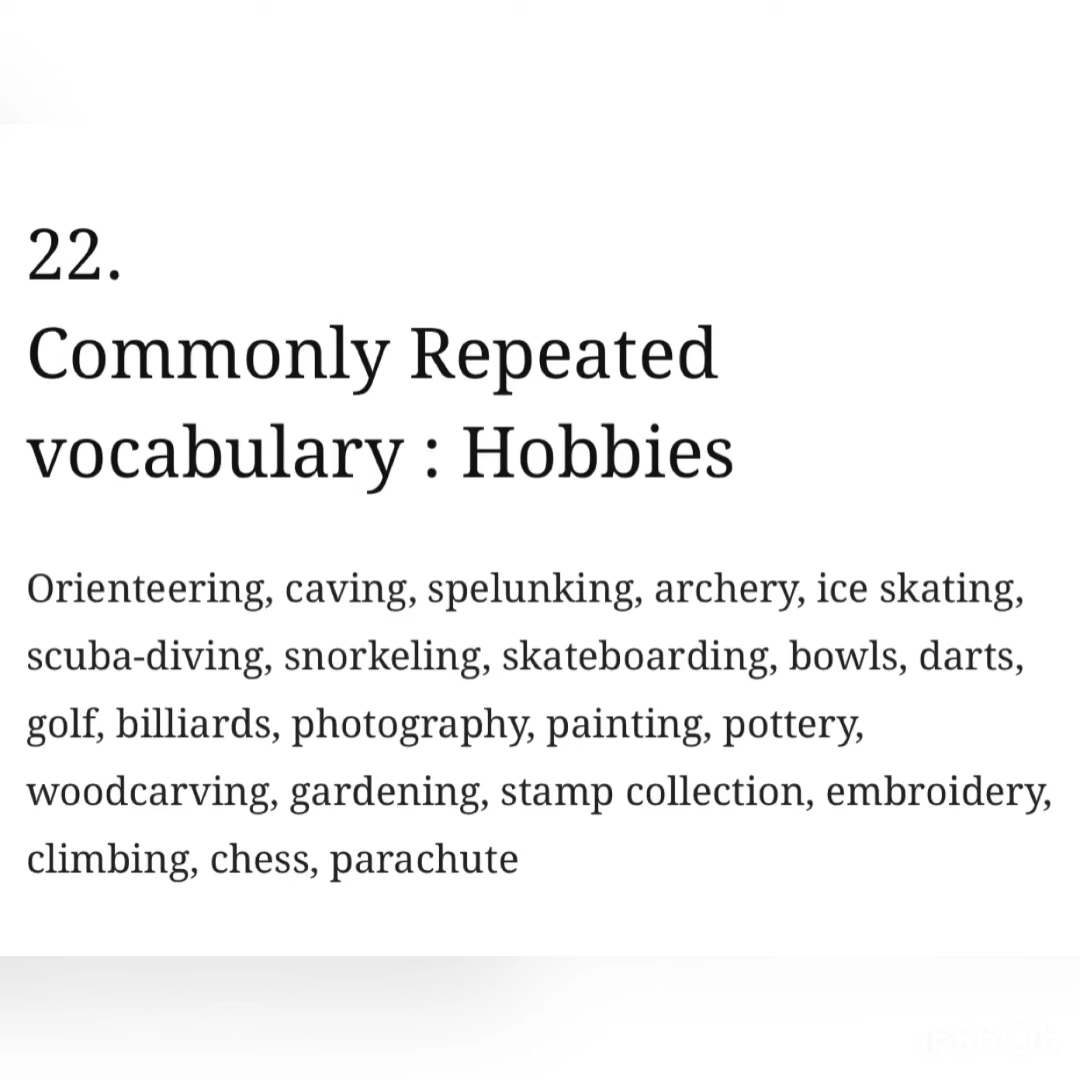 22.
Commonly Repeated
vocabulary : Hobbies
Orienteering, caving, spelunking, archery, ice skating,
scuba-diving, snorkeling, skateboarding, bowls, darts,
golf, billiards, photography, painting, pottery,
woodcarving, gardening, stamp collection, embroidery,
climbing, chess, parachute